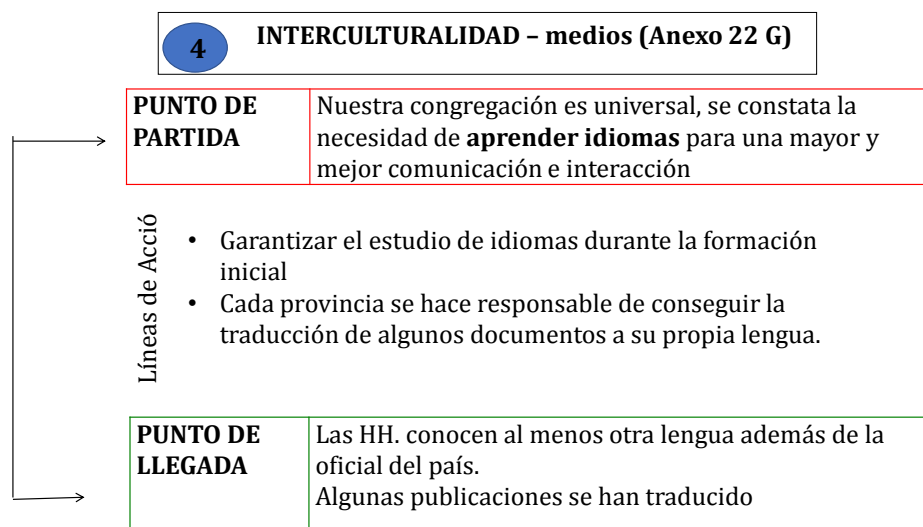 4
INTERCULTURALIDAD – medios (Anexo 22 G)
PUNTO DE
PARTIDA
Nuestra congregación es universal, se constata la
necesidad de aprender idiomas para una mayor y
mejor comunicación e interacción
Líneas de Acció
• Garantizar el estudio de idiomas durante la formación
inicial
• Cada provincia se hace responsable de conseguir la
traducción de algunos documentos a su propia lengua.
PUNTO DE
LLEGADA
Las HH. conocen al menos otra lengua además de la
oficial del país.
Algunas publicaciones se han traducido